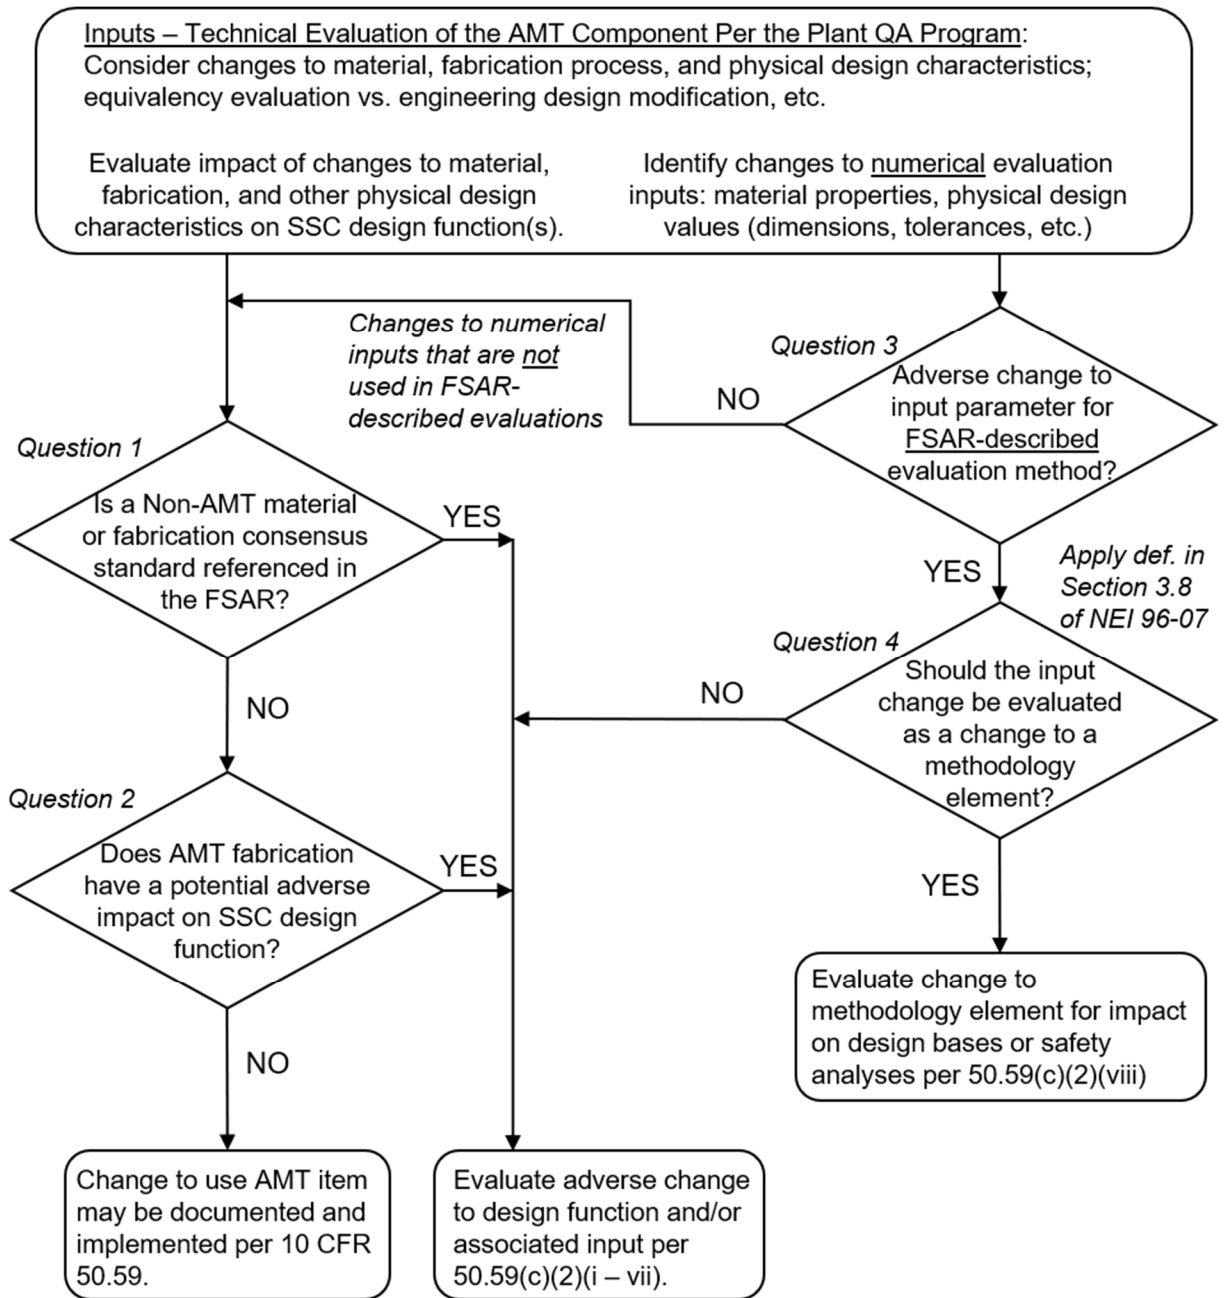 Inputs – Technical Evaluation of the AMT Component Per the Plant QA Program:
Consider changes to material, fabrication process, and physical design characteristics;
equivalency evaluation vs. engineering design modification, etc.
Evaluate impact of changes to material,
fabrication, and other physical design
characteristics on SSC design function(s).
Identify changes to numerical evaluation
inputs: material properties, physical design
values (dimensions, tolerances, etc.)
Changes to numerical
inputs that are not
used in FSAR-
described evaluations
NO
Question 3
Adverse change to
input parameter for
FSAR-described
evaluation method?
Question 1
Is a Non-AMT material
or fabrication consensus
standard referenced in
the FSAR?
YES
NO
YES
Apply def. in
Section 3.8
of NEI 96-07
Question 4
Should the input
change be evaluated
as a change to a
methodology
element?
NO
YES
Question 2
Does AMT fabrication
have a potential adverse
impact on SSC design
function?
YES
NO
Evaluate change to
methodology element for impact
on design bases or safety
analyses per 50.59(c)(2)(viii)
Change to use AMT item
may be documented and
implemented per 10 CFR
50.59.
Evaluate adverse change
to design function and/or
associated input per
50.59(c)(2)(i – vii).